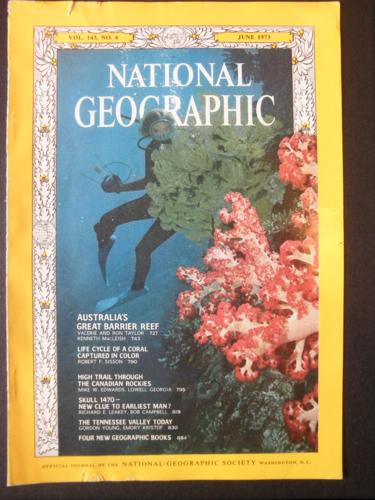 VOL. 143, NO. 6 JUNE 1973
NATIONAL
GEOGRAPHIC
AUSTRALIA'S
GREAT BARRIER REEF
VALERIE AND RON TAYLOR 727
KENNETH MacLEISH 743
LIFE CYCLE OF A CORAL
CAPTURED IN COLOR
ROBERT F. SISSON 780
HIGH TRAIL THROUGH
THE CANADIAN ROCKIES
MIKE W. EDWARDS, LOWELL GEORGIA 795
SKULL 1470—
NEW CLUE TO EARLIEST MAN?
RICHARD E. LEAKEY, BOB CAMPBELL 819
THE TENNESSEE VALLEY TODAY
GORDON YOUNG, EMORY KRISTOF 830
FOUR NEW GEOGRAPHIC BOOKS 884
OFFICIAL JOURNAL OF THE NATIONAL GEOGRAPHIC SOCIETY WASHINGTON, D.C.